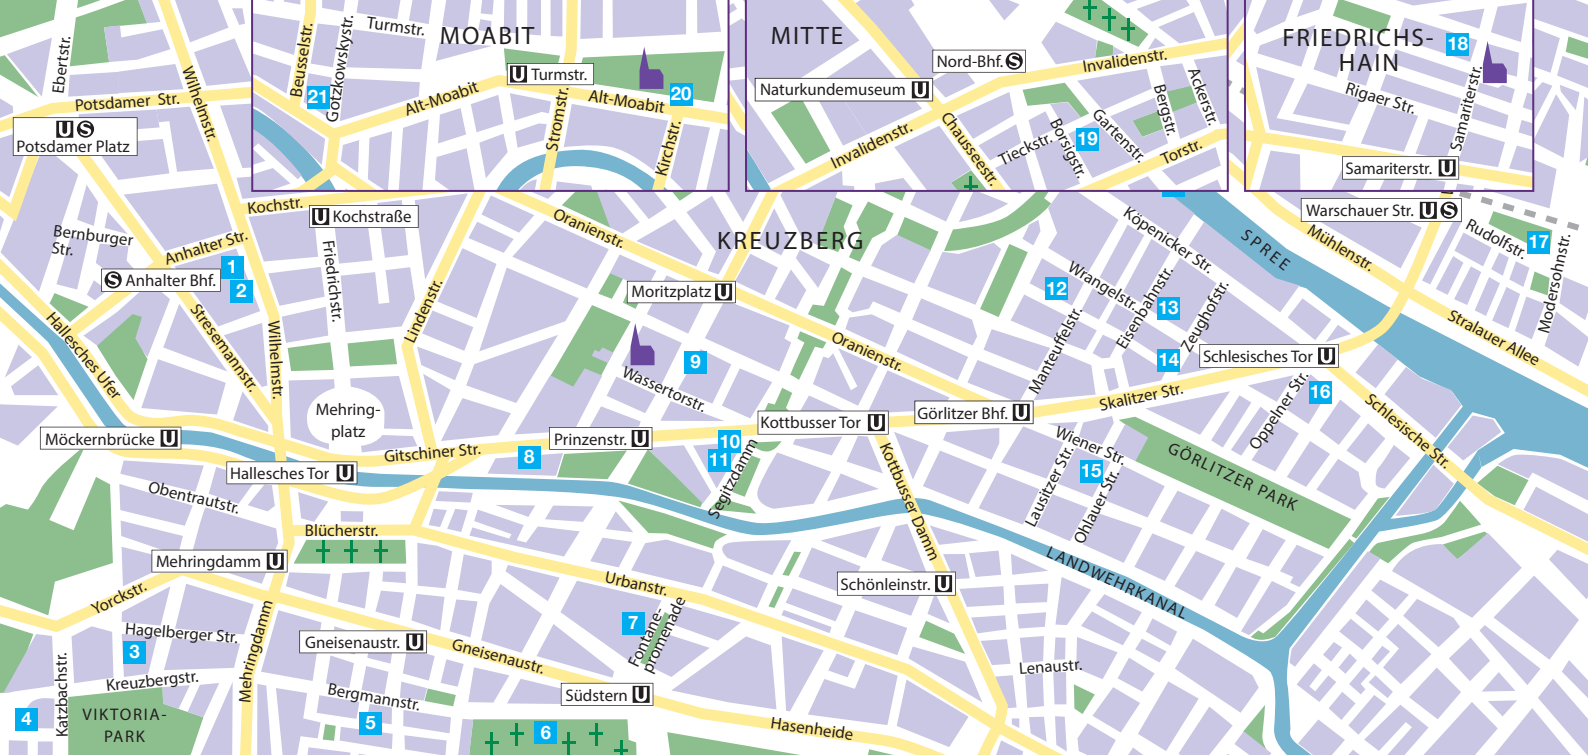 Ebertstr.
Potsdamer Str.
Wilhelmstr.
U S
Potsdamer Platz
Beusselstr.
Gotzkowskystr.
Turmstr.
MOABIT
U Turmstr.
21
Alt-Moabit
Stromstr.
Alt-Moabit
20
Kirchstr.
MITTE
Nord-Bhf. S
Naturkundemuseum U
Invalidenstr.
Invalidenstr.
Chausseestr.
Tieckstr.
Borsigstr.
19
Gartenstr.
Bergstr.
Ackerstr.
Torstr.
FRIEDRICHS-
HAIN
18
Rigaer Str.
Samariterstr.
Samariterstr. U
Kochstr.
U Kochstraße
Bernburger
Str.
Anhalter Str.
S Anhalter Bhf.
1
2
Friedrichstr.
Lindenstr.
Stresemannstr.
Wilhelmstr.
Hallesches Ufer
Oranienstr.
KREUZBERG
Moritzplatz U
Oranienstr.
9
Wassertorstr.
Köpenicker Str.
SPREE
Wrangelstr.
12
Eisenbahnstr.
13
Zeughofstr.
Manteuffelstr.
14
Schlesisches Tor U
Warschauer Str. U S
Mühlenstr.
Rudolfstr.
17
Modersohnstr.
Stralauer Allee
Mehring-
platz
Möckernbrücke U
Gitschiner Str.
Hallesches Tor U
8
Prinzenstr. U
10
11
Segitzdamm
Kottbusser Tor U
Görlitzer Bhf. U
Skalitzer Str.
Oppelner Str.
16
Schlesische Str.
Wiener Str.
15
Lausitzer Str.
Ohlauer Str.
GÖRLITZER PARK
Kottbusser Damm
LANDWEHRKANAL
Obentrautstr.
Blücherstr.
Mehringdamm U
Yorckstr.
Urbanstr.
Schönleinstr. U
7
Fontane-
promenade
Hagelberger Str.
3
Mehringdamm
Gneisenaustr. U
Gneisenaustr.
Kreuzbergstr.
Katzbachstr.
4
VIKTORIA-
PARK
Bergmannstr.
5
Südstern U
6
Hasenheide
Lenaustr.